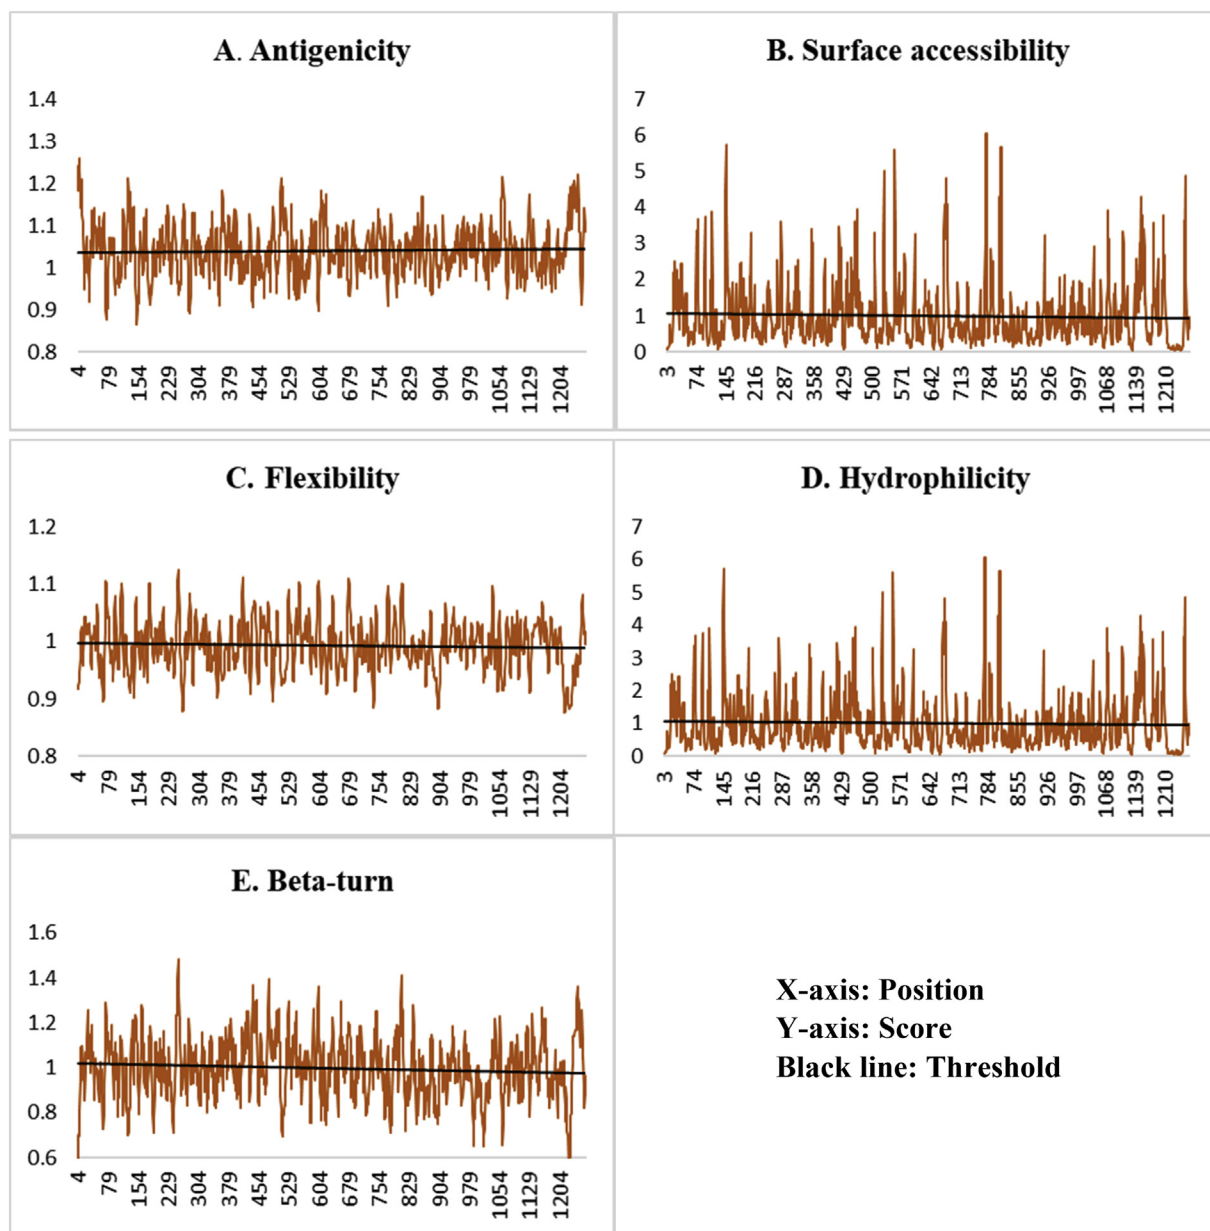 A. Antigenicity
1.4
1.3
1.2
1.1
1
0.9
0.8
4 79 154 229 304 379 454 529 604 679 754 829 904 979 1054 1129 1204
B. Surface accessibility
7
6
5
4
3
2
1
0
3 74 145 216 287 358 429 500 571 642 713 784 855 926 997 1068 1139 1210
C. Flexibility
1.2
1.1
1
0.9
0.8
4 79 154 229 304 379 454 529 604 679 754 829 904 979 1054 1129 1204
D. Hydrophilicity
7
6
5
4
3
2
1
0
3 74 145 216 287 358 429 500 571 642 713 784 855 926 997 1068 1139 1210
E. Beta-turn
1.6
1.4
1.2
1
0.8
0.6
4 79 154 229 304 379 454 529 604 679 754 829 904 979 1054 1129 1204
X-axis: Position
Y-axis: Score
Black line: Threshold